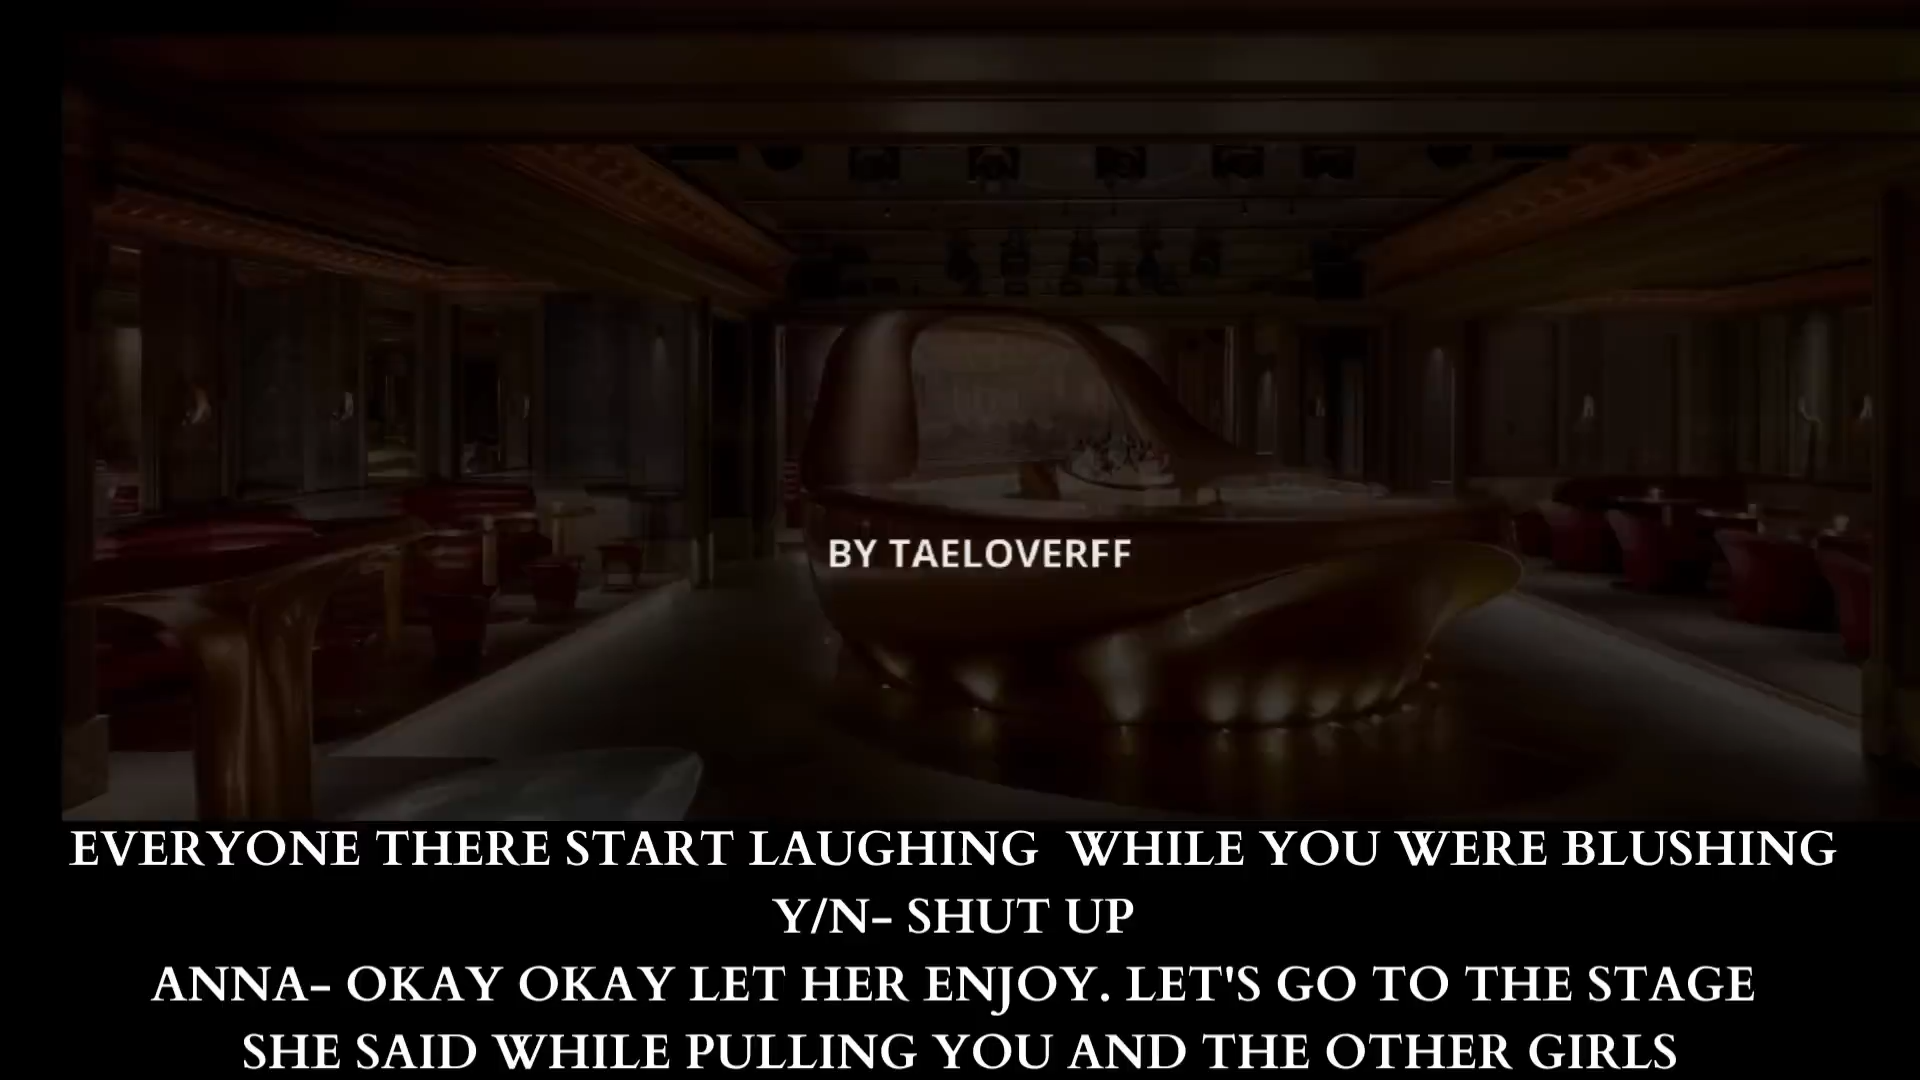 BY TAELOVERFF
EVERYONE THERE START LAUGHING  WHILE YOU WERE BLUSHING
Y/N- SHUT UP
ANNA- OKAY OKAY LET HER ENJOY. LET'S GO TO THE STAGE
SHE SAID WHILE PULLING YOU AND THE OTHER GIRLS